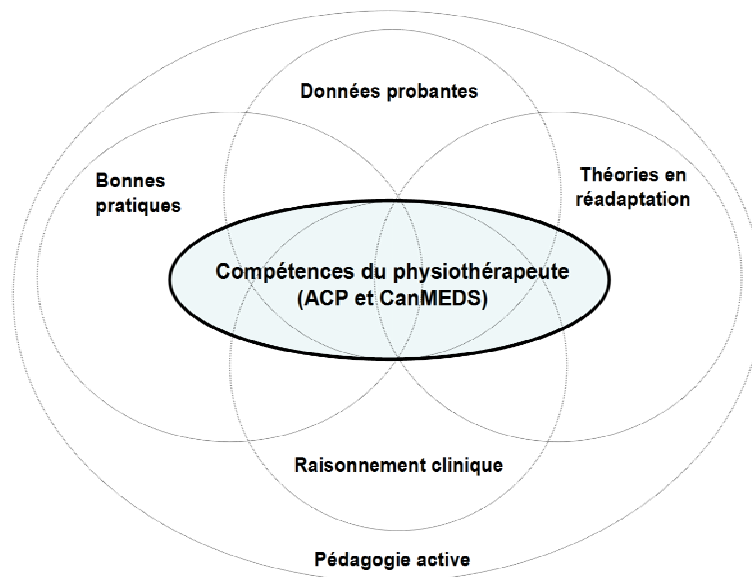 Données probantes
Bonnes
pratiques
Théories en
réadaptation
Compétences du physiothérapeute
(ACP et CanMEDS)
Raisonnement clinique
Pédagogie active